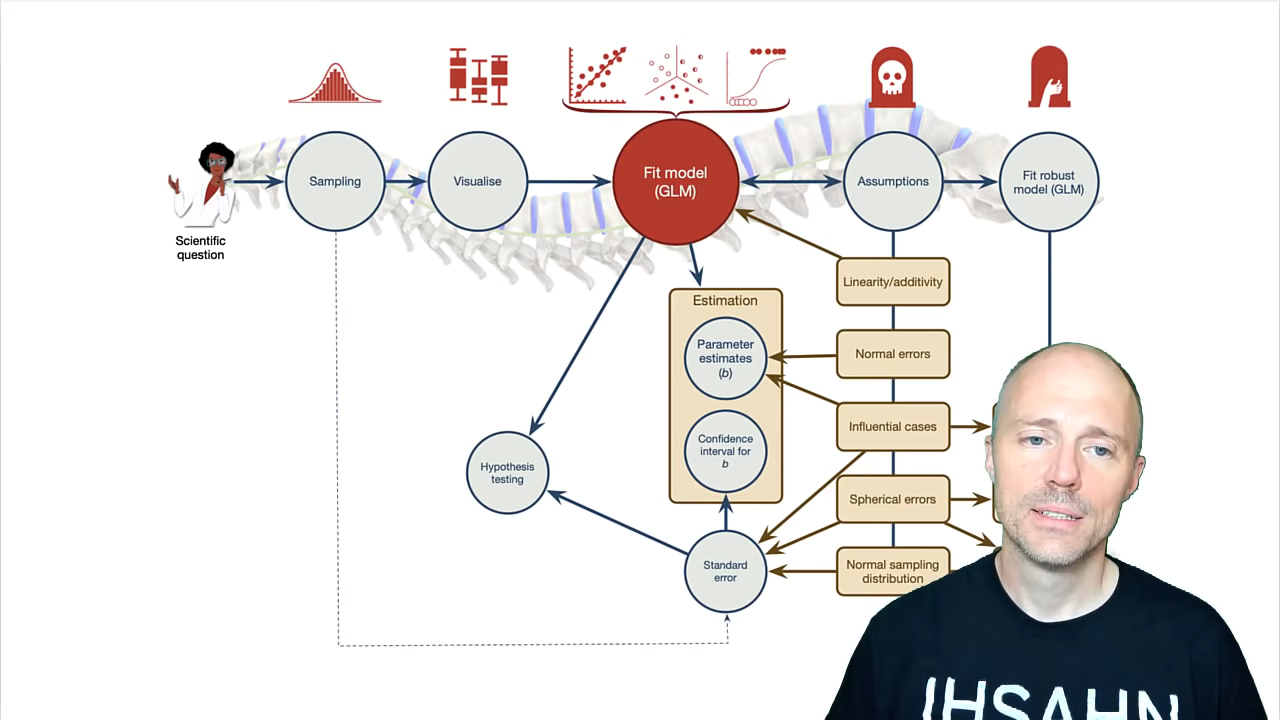 Scientific
question
Sampling
Visualise
Fit model
(GLM)
Assumptions
Fit robust
model (GLM)
Linearity/additivity
Estimation
Parameter
estimates
(b)
Normal errors
Influential cases
Confidence
interval for
b
Hypothesis
testing
Spherical errors
Standard
error
Normal sampling
distribution
IHSAHN